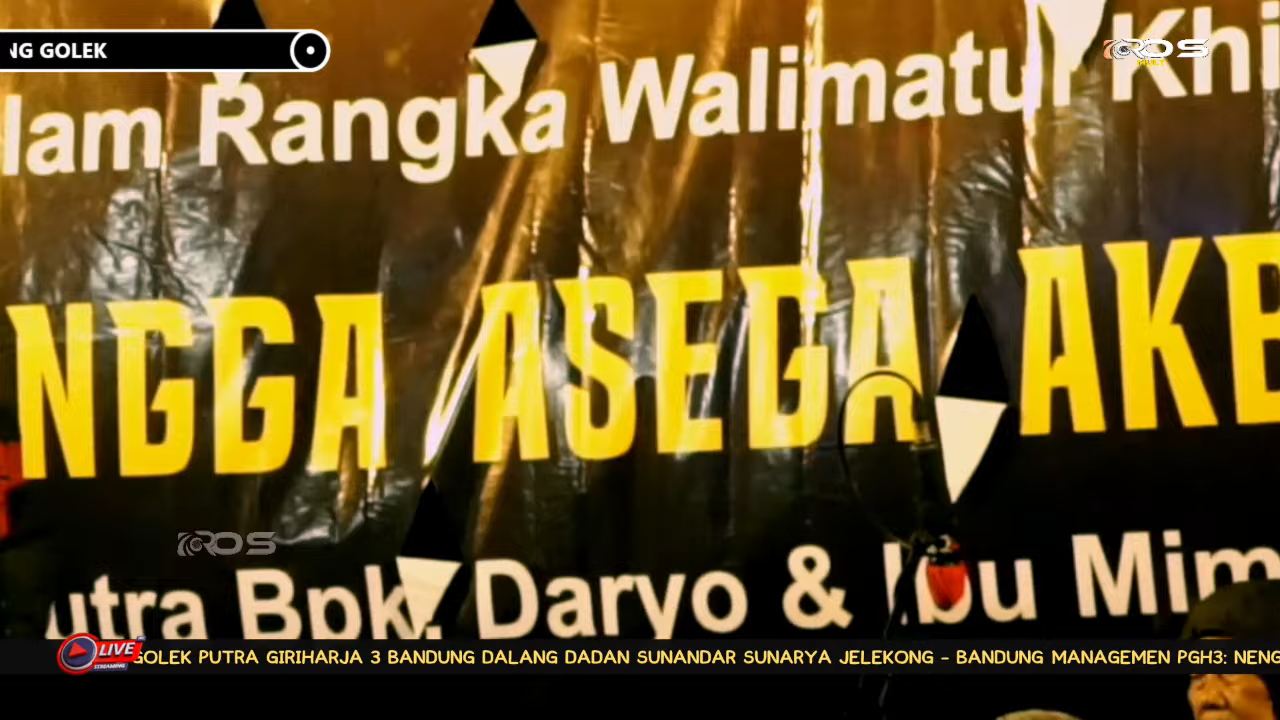 NG GOLEK
ROS
lam Rangka Walimatul Khi
NGGA ASEGA AKB
ROS
utra Bpk. Daryo & Ibu Mim
LIVE
STREAMING
GOLEK PUTRA GIRIHARJA 3 BANDUNG DALANG DADAN SUNANDAR SUNARYA JELEKONG - BANDUNG MANAGEMEN PGH3: NENG